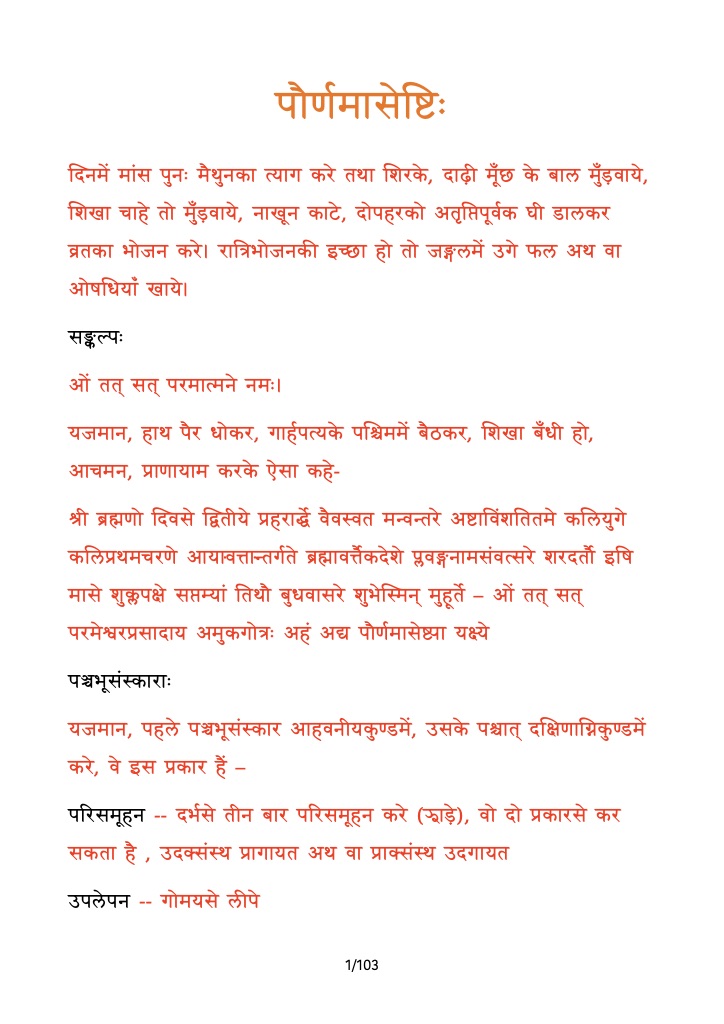 पौर्णमासेष्टिः
दिनमें मांस पुनः मैथुनका त्याग करे तथा शिरके, दाढ़ी मूँछ के बाल मुँड़वाये,
शिखा चाहे तो मुँड़वाये, नाखून काटे, दोपहरको अतृप्तिपूर्वक घी डालकर
व्रतका भोजन करे। रात्रिभोजनकी इच्छा हो तो जङ्गलमें उगे फल अथ वा
ओषधियाँ खाये।
सङ्कल्पः
ओं तत् सत् परमात्मने नमः।
यजमान, हाथ पैर धोकर, गार्हपत्यके पश्चिममें बैठकर, शिखा बँधी हो,
आचमन, प्राणायाम करके ऐसा कहे-
श्री ब्रह्मणो दिवसे द्वितीये प्रहरार्द्धे वैवस्वत मन्वन्तरे अष्टाविंशतितमे कलियुगे
कलिप्रथमचरणे आयावत्तान्तर्गते ब्रह्मावर्त्तैकदेशे प्लवङ्गनामसंवत्सरे शरदर्तौ इषि
मासे शुक्लपक्षे सप्तम्यां तिथौ बुधवासरे शुभेस्मिन् मुहूर्ते – ओं तत् सत्
परमेश्वरप्रसादाय अमुकगोत्रः अहं अद्य पौर्णमासेष्ट्या यक्ष्ये
पञ्चभूसंस्काराः
यजमान, पहले पञ्चभूसंस्कार आहवनीयकुण्डमें, उसके पश्चात् दक्षिणाग्निकुण्डमें
करे, वे इस प्रकार हैं –
परिसमूहन -- दर्भसे तीन बार परिसमूहन करे (झाड़े), वो दो प्रकारसे कर
सकता है , उदक्संस्थ प्रागायत अथ वा प्राक्संस्थ उदगायत
उपलेपन -- गोमयसे लीपे
1/103